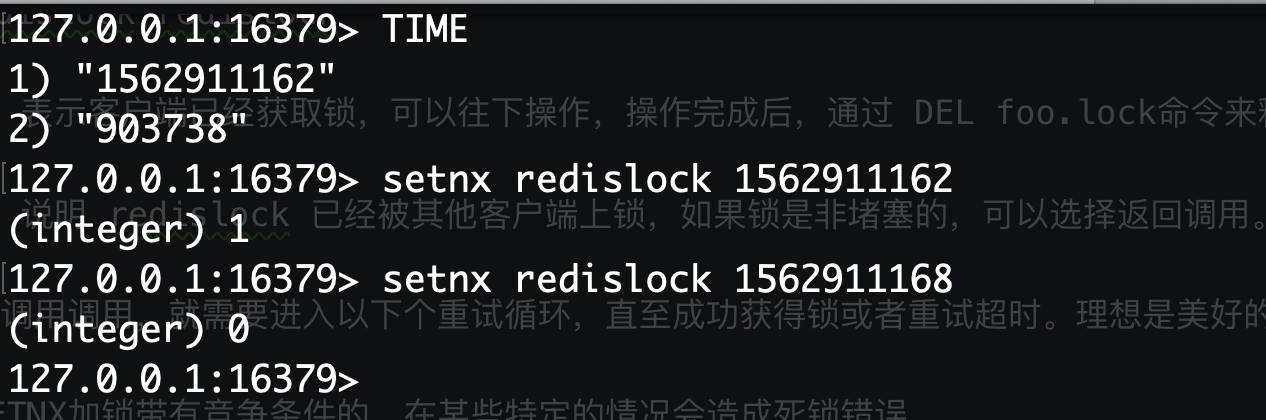 127.0.0.1:16379> TIME
1) "1562911162"
表示客户端已经获取锁，可以往下操作，操作完成后，通过 DEL foo.lock命令来
2) "903738"
127.0.0.1:16379> setnx redislock 1562911162
说明 redislock 已经被其他客户端上锁，如果锁是非堵塞的，可以选择返回调用。
(integer) 1
127.0.0.1:16379> setnx redislock 1562911168
调用调用，就需要进入以下个重试循环，直至成功获得锁或者重试超时。理想是美好的
(integer) 0
127.0.0.1:16379>
ETNX加锁带有竞争条件的，在某些特定的情况会造成死锁错误